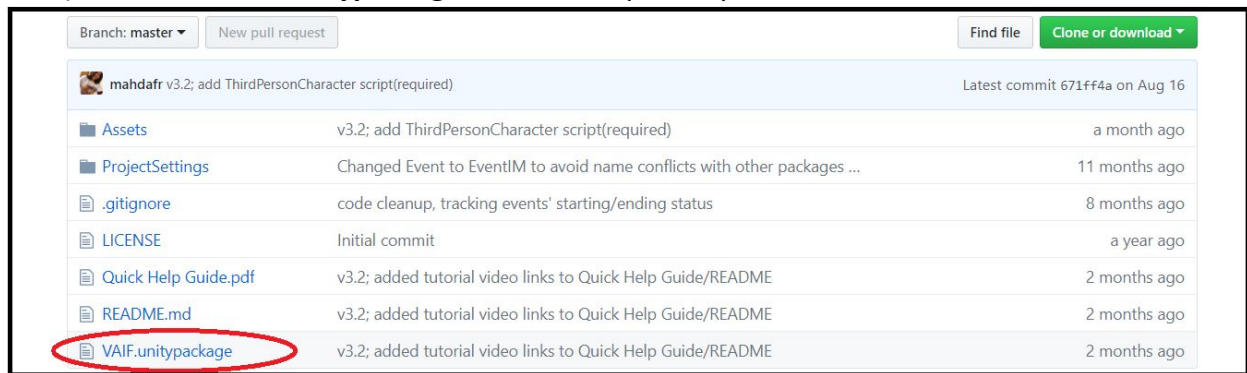 Branch: master New pull request Find file Clone or download
mahdafr v3.2; add ThirdPersonCharacter script(required) Latest commit 671ff4a on Aug 16
Assets v3.2; add ThirdPersonCharacter script(required) a month ago
ProjectSettings Changed Event to EventIM to avoid name conflicts with other packages ... 11 months ago
.gitignore code cleanup, tracking events' starting/ending status 8 months ago
LICENSE Initial commit a year ago
Quick Help Guide.pdf v3.2; added tutorial video links to Quick Help Guide/README 2 months ago
README.md v3.2; added tutorial video links to Quick Help Guide/README 2 months ago
VAIF.unitypackage v3.2; added tutorial video links to Quick Help Guide/README 2 months ago